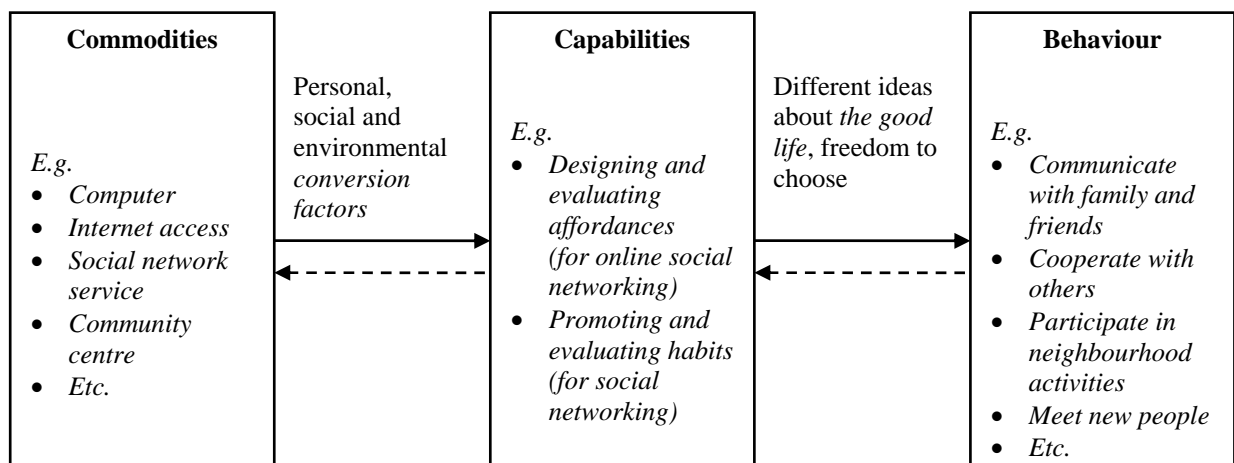 Commodities
E.g.
• Computer
• Internet access
• Social network
service
• Community
centre
• Etc.
Personal,
social and
environmental
conversion
factors
Capabilities
E.g.
• Designing and
evaluating
affordances
(for online social
networking)
• Promoting and
evaluating habits
(for social
networking)
Different ideas
about the good
life, freedom to
choose
Behaviour
E.g.
• Communicate
with family and
friends
• Cooperate with
others
• Participate in
neighbourhood
activities
• Meet new people
• Etc.